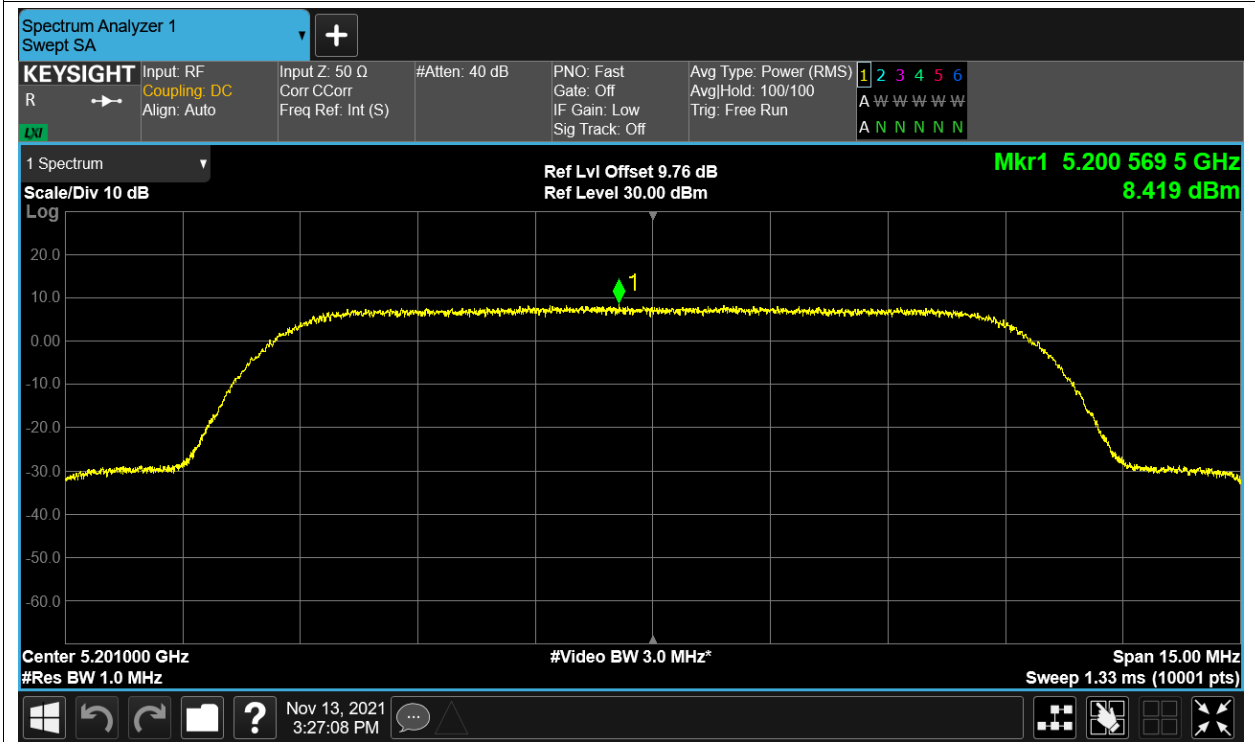 Spectrum Analyzer 1
Swept SA
KEYSIGHT
R
LXI
Input: RF
Coupling: DC
Align: Auto
Input Z: 50 Ω
Corr CCorr
Freq Ref: Int (S)
#Atten: 40 dB
PNO: Fast
Gate: Off
IF Gain: Low
Sig Track: Off
Avg Type: Power (RMS)
Avg|Hold: 100/100
Trig: Free Run
1 2 3 4 5 6
A W W W W W
A N N N N N
1 Spectrum
Scale/Div 10 dB
Log
Ref Lvl Offset 9.76 dB
Ref Level 30.00 dBm
Mkr1 5.200 569 5 GHz
8.419 dBm
20.0
1
10.0
0.00
-10.0
-20.0
-30.0
-40.0
-50.0
-60.0
Center 5.201000 GHz
#Res BW 1.0 MHz
#Video BW 3.0 MHz*
Span 15.00 MHz
Sweep 1.33 ms (10001 pts)
?
Nov 13, 2021
3:27:08 PM